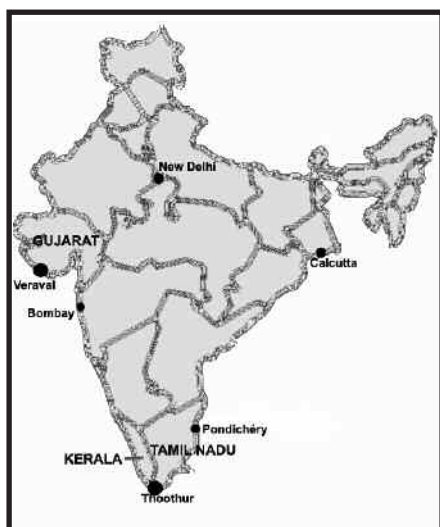 New Delhi
GUJARAT
Veraval
Calcutta
Bombay
Pondichéry
KERALA
TAMIL NADU
Thoothur